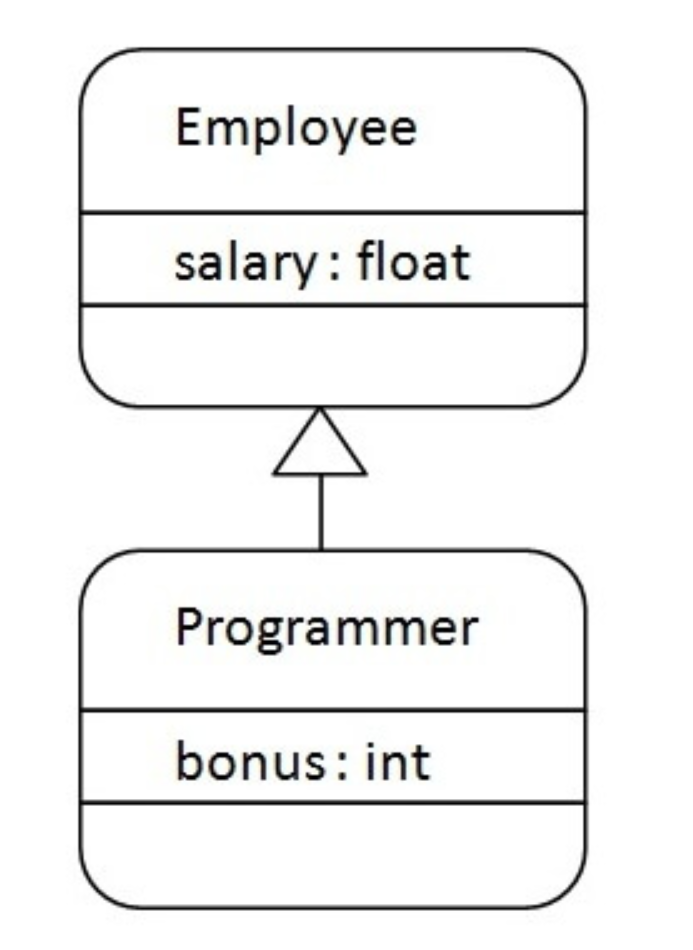 Employee
salary : float
Programmer
bonus : int